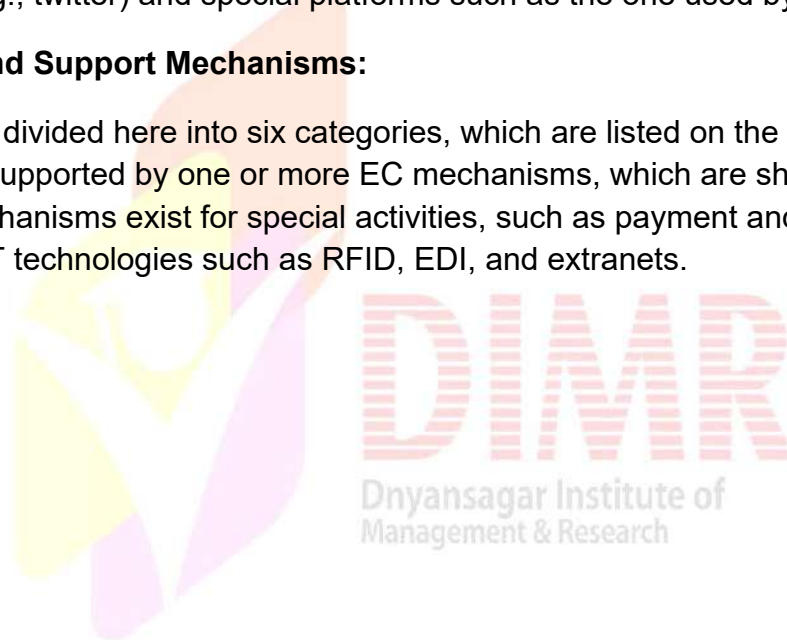 g., twitter) and special platforms such as the one used by
nd Support Mechanisms:
divided here into six categories, which are listed on the
upported by one or more EC mechanisms, which are sh
hanisms exist for special activities, such as payment and
T technologies such as RFID, EDI, and extranets.
DIMR
Dnyansagar Institute of
Management & Research